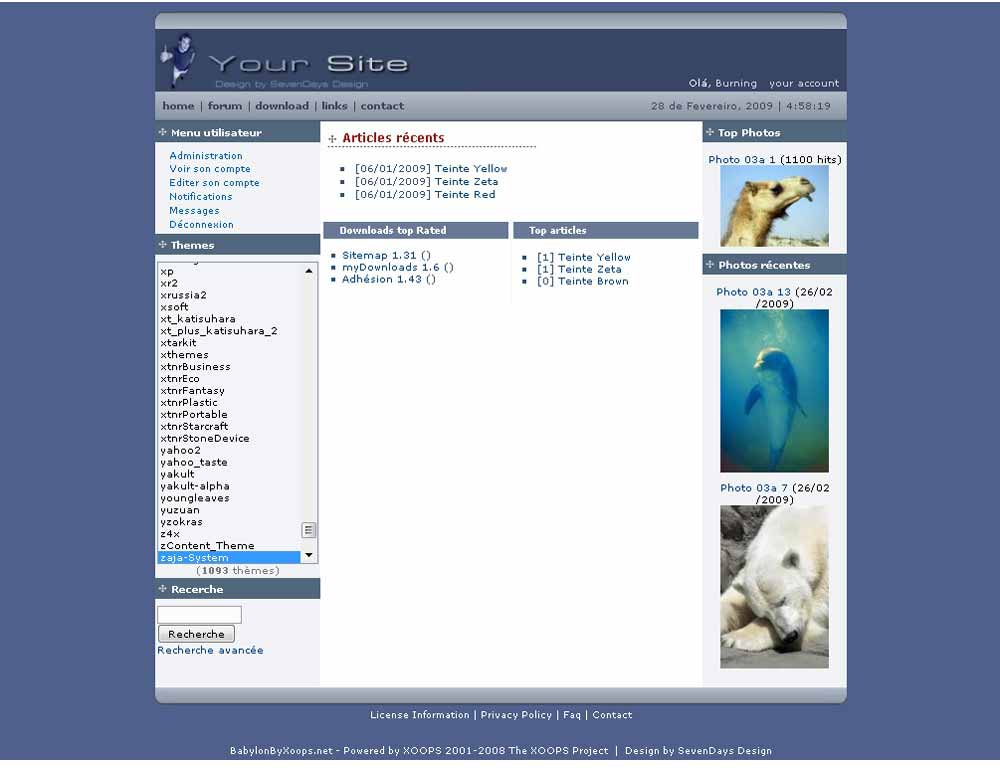 Your Site
Design by SevenDays Design
Olá, Burning your account
home | forum | download | links | contact
28 de Fevereiro, 2009 | 4:58:19
Menu utilisateur
Administration
Voir son compte
Editer son compte
Notifications
Messages
Déconnexion
Themes
xp
xr2
xrussia2
xsoft
xt_katisuhara
xt_plus_katisuhara_2
xtarkit
xthemes
xtnrBusiness
xtnrEco
xtnrFantasy
xtnrPlastic
xtnrPortable
xtnrStarcraft
xtnrStoneDevice
yahoo2
yahoo_taste
yakult
yakult-alpha
youngleaves
yuzuan
yzokras
z4x
zContent_Theme
zaja-System
(1093 thèmes)
Recerche
Recherche
Recherche avancée
Articles récents
[06/01/2009] Teinte Yellow
[06/01/2009] Teinte Zeta
[06/01/2009] Teinte Red
Downloads top Rated
Sitemap 1.31 ()
myDownloads 1.6 ()
Adhésion 1.43 ()
Top articles
[1] Teinte Yellow
[1] Teinte Zeta
[0] Teinte Brown
Top Photos
Photo 03a 1 (1100 hits)
Photos récentes
Photo 03a 13 (26/02
/2009)
Photo 03a 7 (26/02
/2009)
License Information | Privacy Policy | Faq | Contact
BabylonByXoops.net - Powered by XOOPS 2001-2008 The XOOPS Project | Design by SevenDays Design